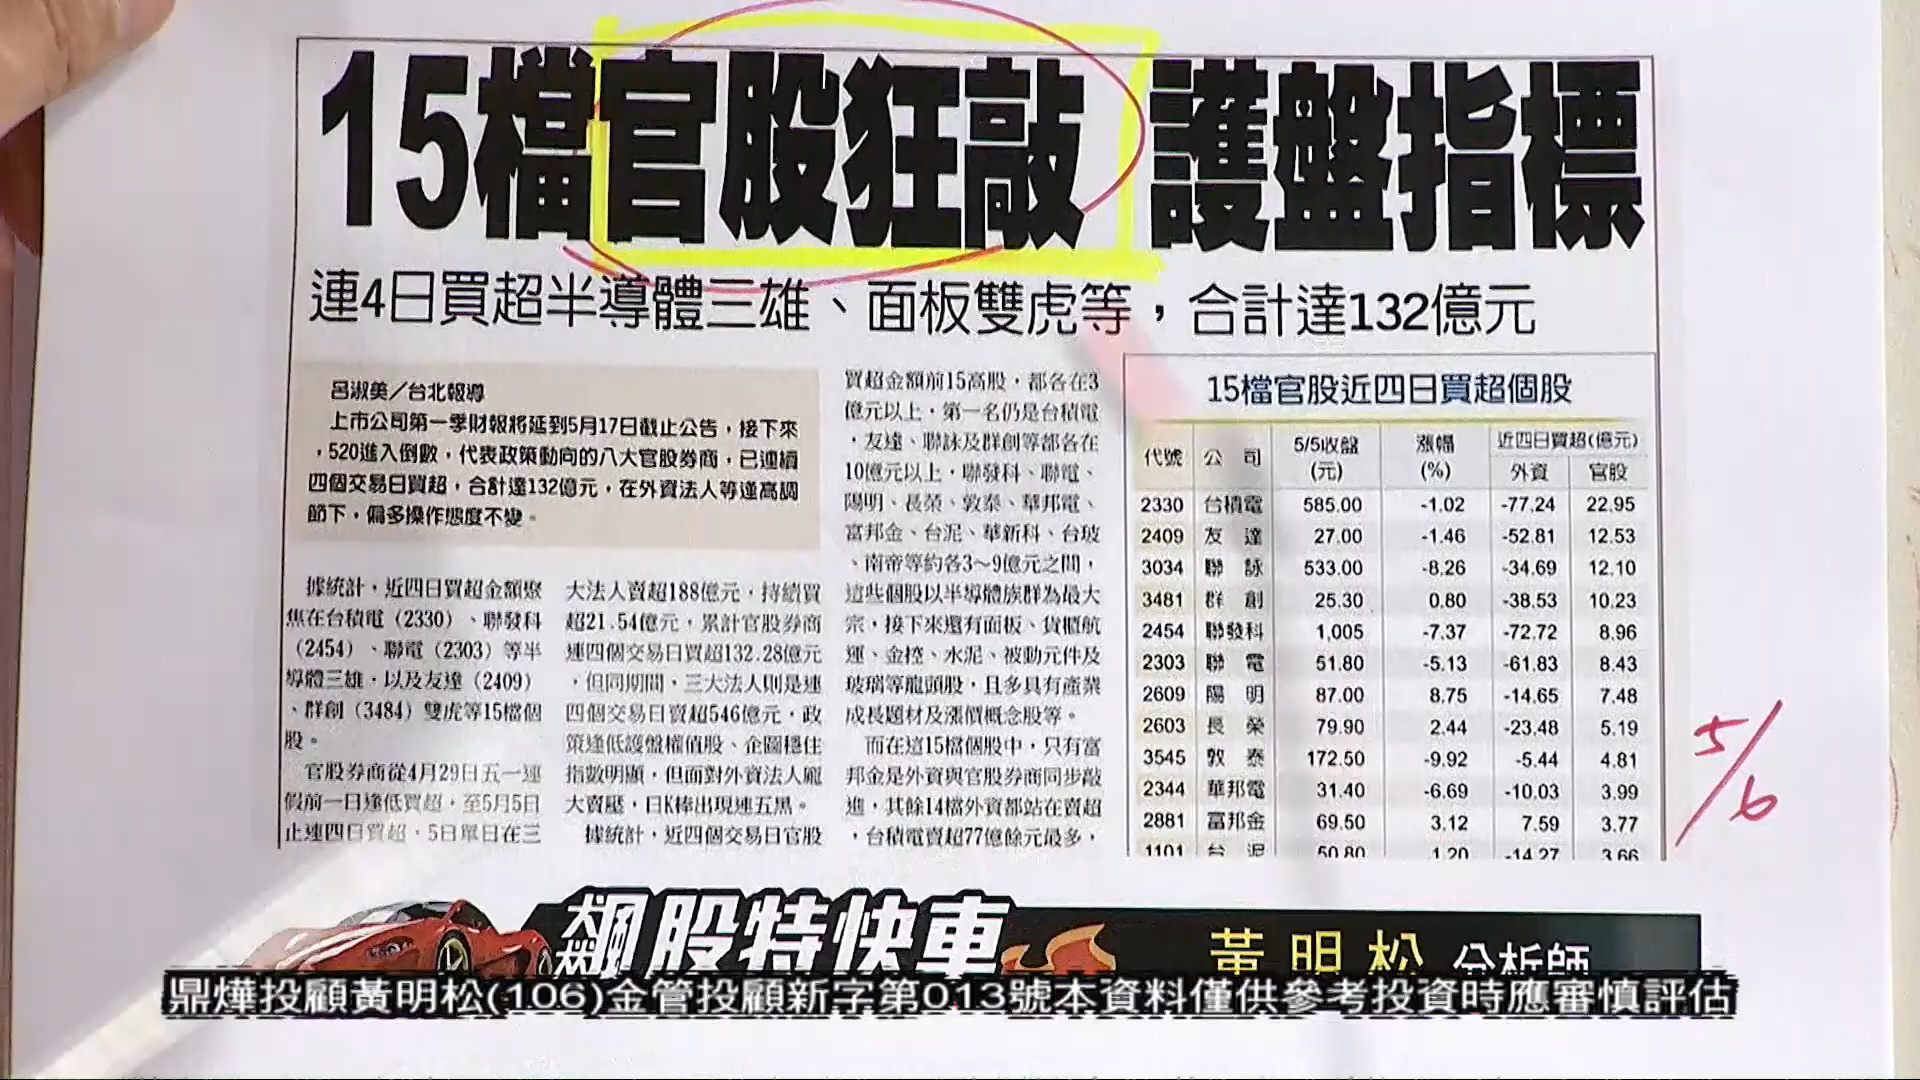 15檔官股狂敲 護盤指標
連4日買超半導體三雄、面板雙虎等，合計達132億元
呂淑美／台北報導
上市公司第一季財報將延到5月17日截止公告，接下來
，520進入倒數，代表政策動向的八大官股券商，已連續
四個交易日買超，合計達132億元，在外資法人等逢高調
節下，偏多操作態度不變。
據統計，近四日買超金額聚
焦在台積電（2330）、聯發科
（2454）、聯電（2303）等半
導體三雄，以及友達（2409）
、群創（3484）雙虎等15檔個
股。
官股券商從4月29日五一連
假前一日逢低買超，至5月5日
止連四日買超，5日單日在三
大法人賣超188億元，持續買
超21.54億元，累計官股券商
連四個交易日買超132.28億元
，但同期間，三大法人則是連
四個交易日賣超546億元，政
策逢低護盤權值股、企圖穩住
指數明顯，但面對外資法人龐
大賣壓，日K棒出現連五黑。
據統計，近四個交易日官股
買超金額前15高股，都各在3
億元以上，第一名仍是台積電
，友達、聯詠及群創等都各在
10億元以上，聯發科、聯電、
陽明、長榮、敦泰、華邦電、
富邦金、台泥、華新科、台玻
、南帝等約各3～9億元之間，
這些個股以半導體族群為最大
宗，接下來還有面板、貨櫃航
運、金控、水泥、被動元件及
玻璃等龍頭股，且多具有產業
成長題材及漲價概念股等。
而在這15檔個股中，只有富
邦金是外資與官股券商同步敲
進，其餘14檔外資都站在賣超
，台積電賣超77億餘元最多，
15檔官股近四日買超個股
代號 公司 5/5收盤(元) 漲幅(%) 近四日買超(億元) 外資 官股
2330 台積電 585.00 -1.02 -77.24 22.95
2409 友達 27.00 -1.46 -52.81 12.53
3034 聯詠 533.00 -8.26 -34.69 12.10
3481 群創 25.30 0.80 -38.53 10.23
2454 聯發科 1,005 -7.37 -72.72 8.96
2303 聯電 51.80 -5.13 -61.83 8.43
2609 陽明 87.00 8.75 -14.65 7.48
2603 長榮 79.90 2.44 -23.48 5.19
3545 敦泰 172.50 -9.92 -5.44 4.81
2344 華邦電 31.40 -6.69 -10.03 3.99
2881 富邦金 69.50 3.12 7.59 3.77
1101 台泥 50.80 1.20 -14.27 3.66
5/6
飆股特快車
黃明松 分析師
鼎燁投顧黃明松(106)金管投顧新字第013號本資料僅供參考投資時應審慎評估